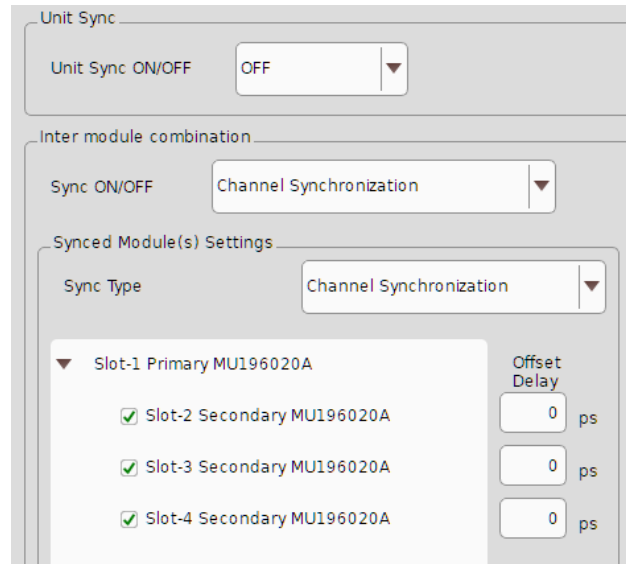 Unit Sync
Unit Sync ON/OFF OFF
Inter module combination
Sync ON/OFF Channel Synchronization
Synced Module(s) Settings
Sync Type Channel Synchronization
Slot-1 Primary MU196020A Offset
Delay
Slot-2 Secondary MU196020A 0 ps
Slot-3 Secondary MU196020A 0 ps
Slot-4 Secondary MU196020A 0 ps